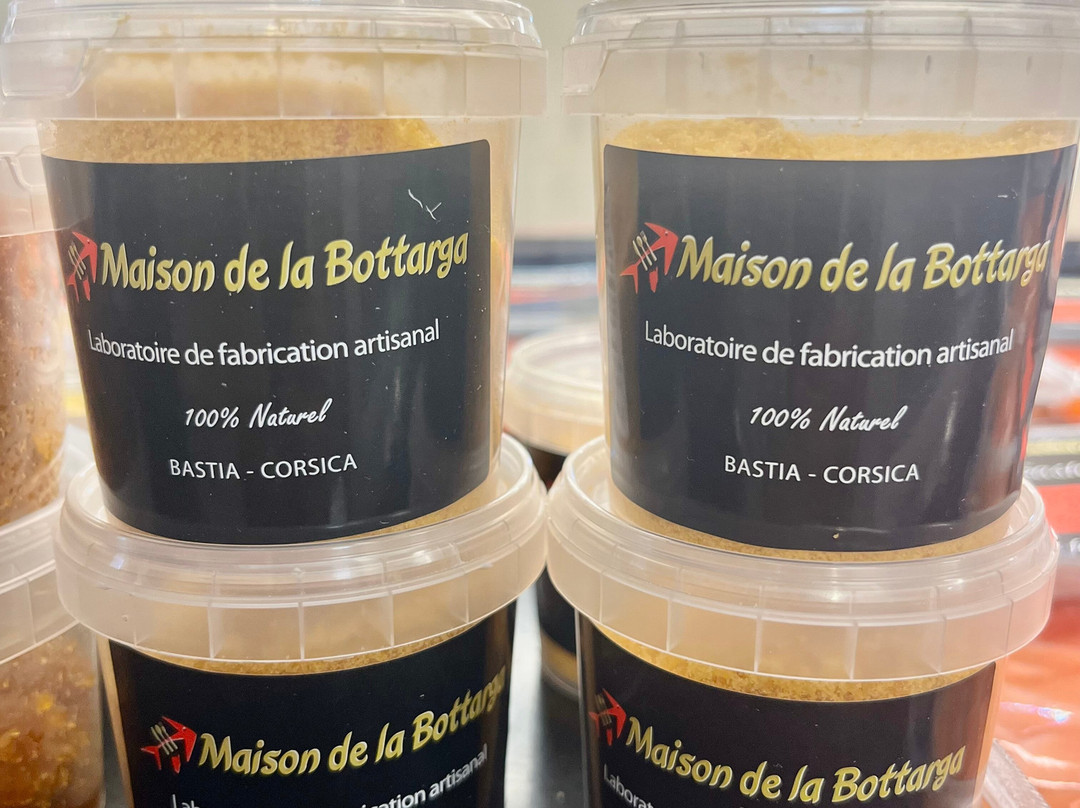 Maison de la Bottarga
Laboratoire de fabrication artisanal
100% Naturel
BASTIA - CORSICA
Maison de la Bottarga
Laboratoire de fabrication artisanal
100% Naturel
BASTIA - CORSICA
Maison de la Bottarga
artisanal
Maison de la Bottarga